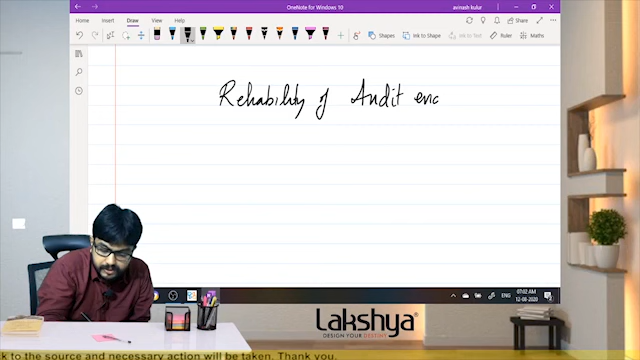 OneNote for Windows 10
avinash kulur
Home Insert Draw View Help
Share
Shapes Ink to Shape Ink to Text Ruler Maths
Reliability of Audit enc
ENG
07:02 AM
12-08-2020
Lakshya
DESIGN YOUR DESTINY
k to the source and necessary action will be taken. Thank you.